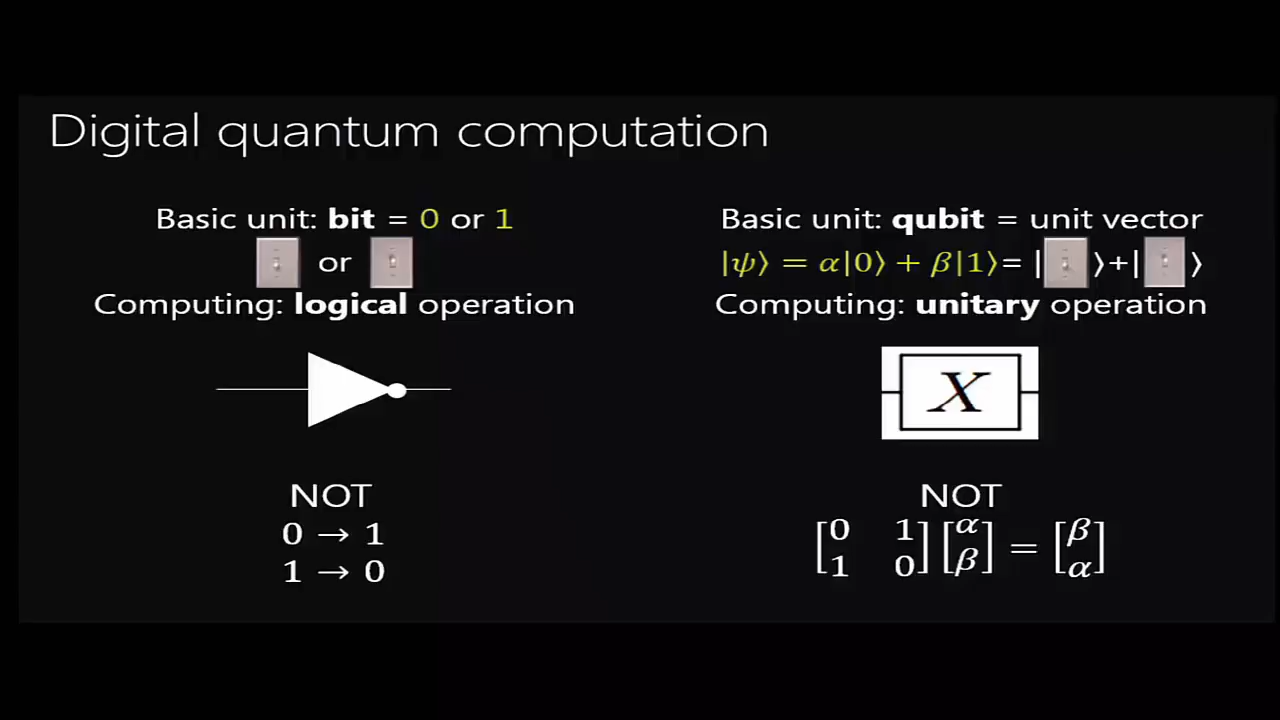 Digital quantum computation
Basic unit: bit = 0 or 1
or
Computing: logical operation
NOT
0 → 1
1 → 0
Basic unit: qubit = unit vector
|ψ⟩ = α|0⟩ + β|1⟩= | ⟩+| ⟩
Computing: unitary operation
X
NOT
[0 1] [α] = [β]
[1 0] [β] [α]